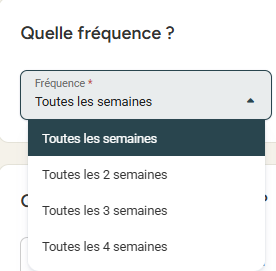 Quelle fréquence ?
Fréquence *
Toutes les semaines
Toutes les semaines
Toutes les 2 semaines
Toutes les 3 semaines
Toutes les 4 semaines